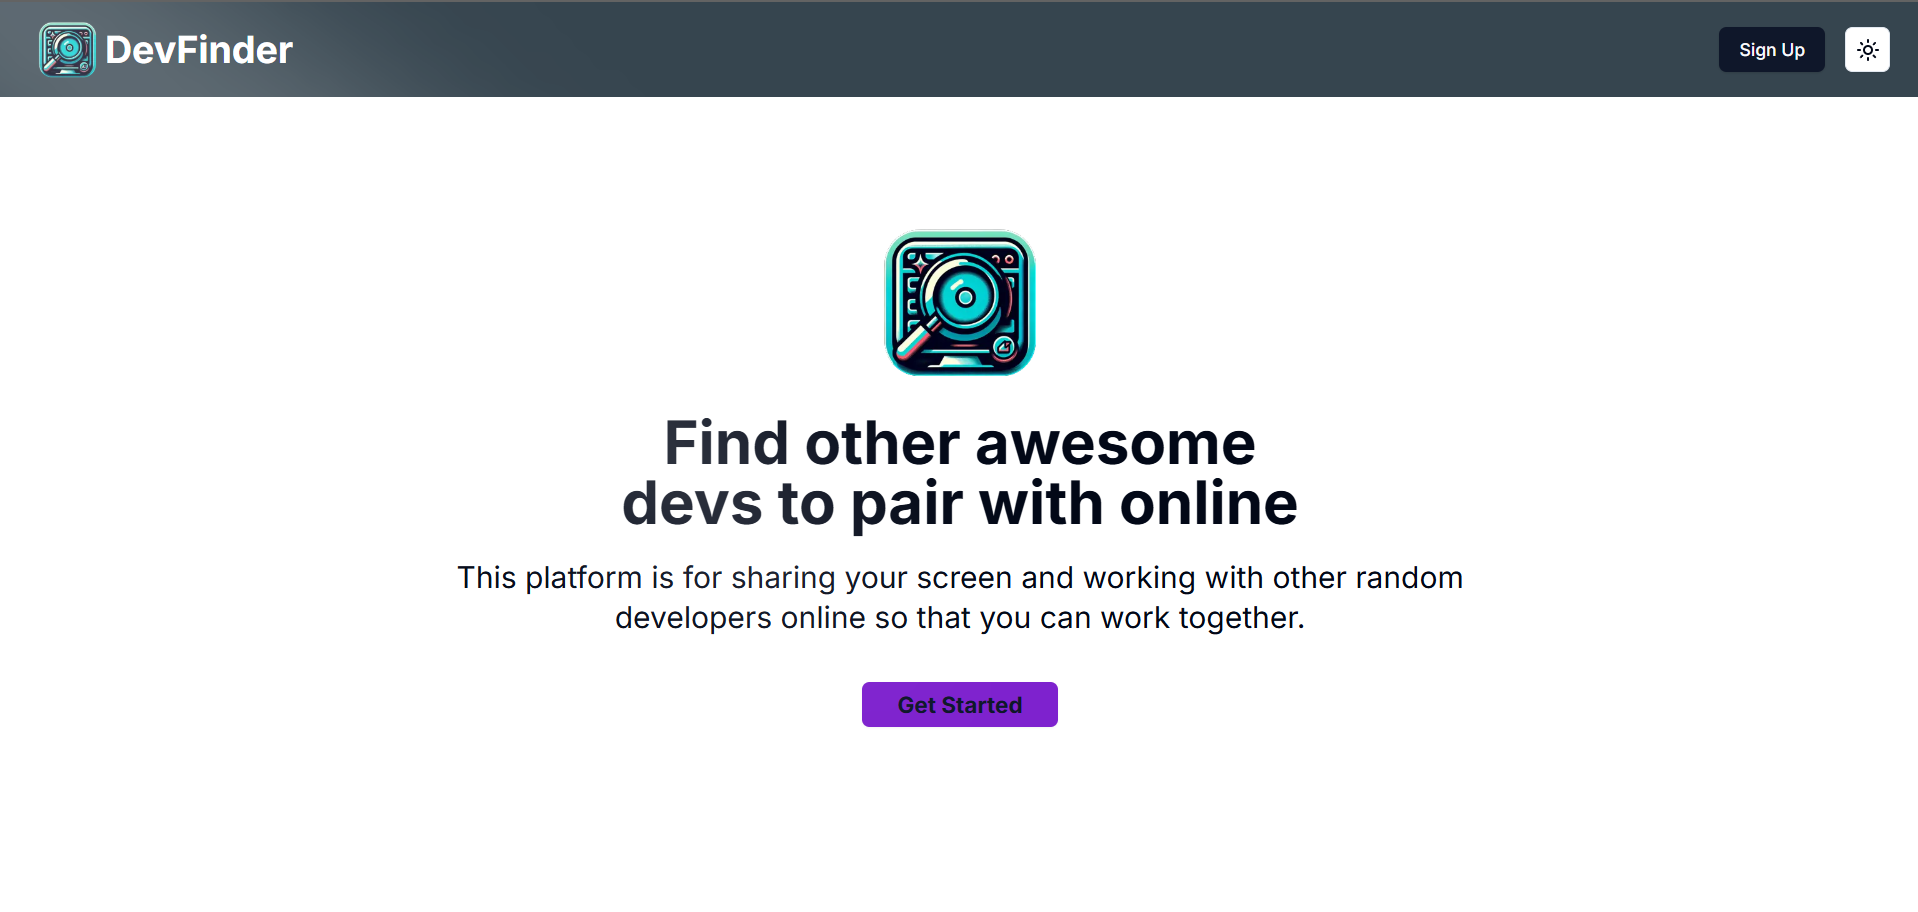 DevFinder
Sign Up
Find other awesome
devs to pair with online
This platform is for sharing your screen and working with other random
developers online so that you can work together.
Get Started